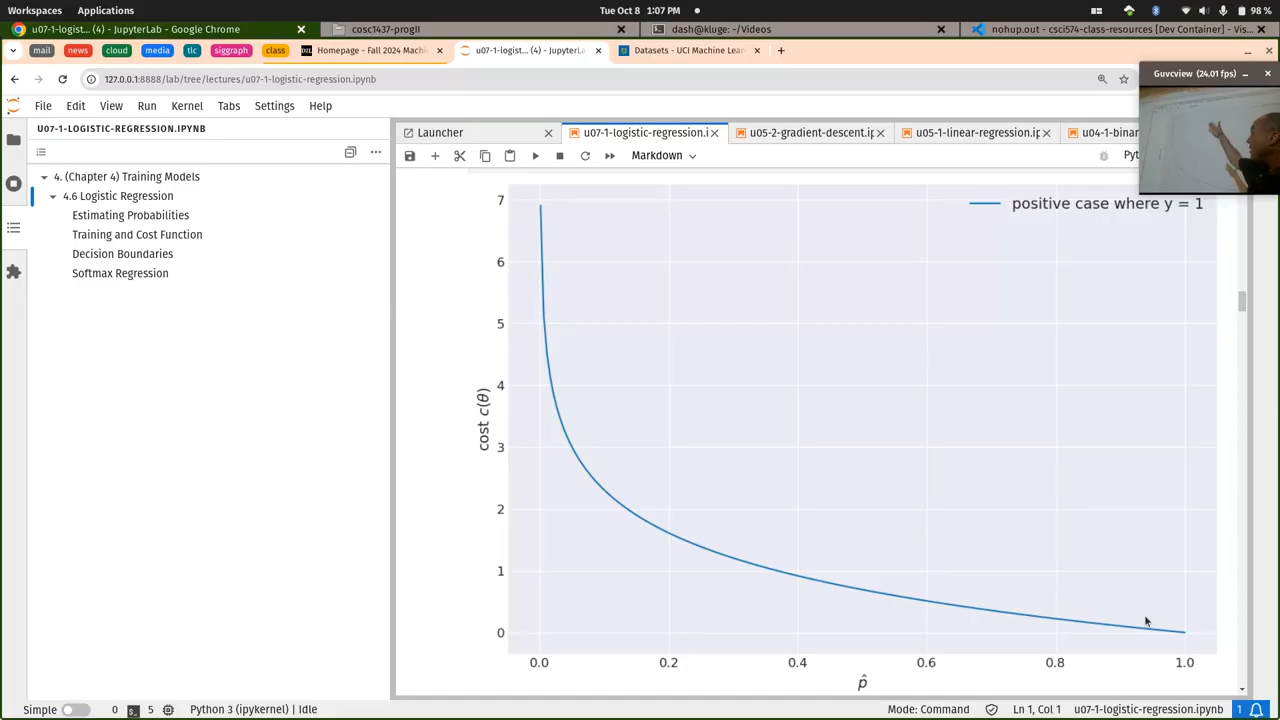 Workspaces Applications Tue Oct 8 1:07 PM 98 %
u07-1-logist... (4) - JupyterLab - Google Chrome cosc1437-progII dash@kluge: ~/Videos nohup.out - csci574-class-resources [Dev Container] - Vis...
mail news cloud media tlc siggraph class Homepage - Fall 2024 Machi u07-1-logist... (4) - JupyterL Datasets - UCI Machine Lear
127.0.0.1:8888/lab/tree/lectures/u07-1-logistic-regression.ipynb
Guvcview (24.01 fps)
File Edit View Run Kernel Tabs Settings Help
U07-1-LOGISTIC-REGRESSION.IPYNB
Launcher u07-1-logistic-regression.i u05-2-gradient-descent.ip u05-1-linear-regression.ip u04-1-binar
Markdown Pyt
4. (Chapter 4) Training Models
4.6 Logistic Regression
Estimating Probabilities
Training and Cost Function
Decision Boundaries
Softmax Regression
positive case where y = 1
7
6
5
4
3
2
1
0
cost c(θ)
0.0 0.2 0.4 0.6 0.8 1.0
p̂
Simple 0 5 Python 3 (ipykernel) | Idle Mode: Command Ln 1, Col 1 u07-1-logistic-regression.ipynb 1